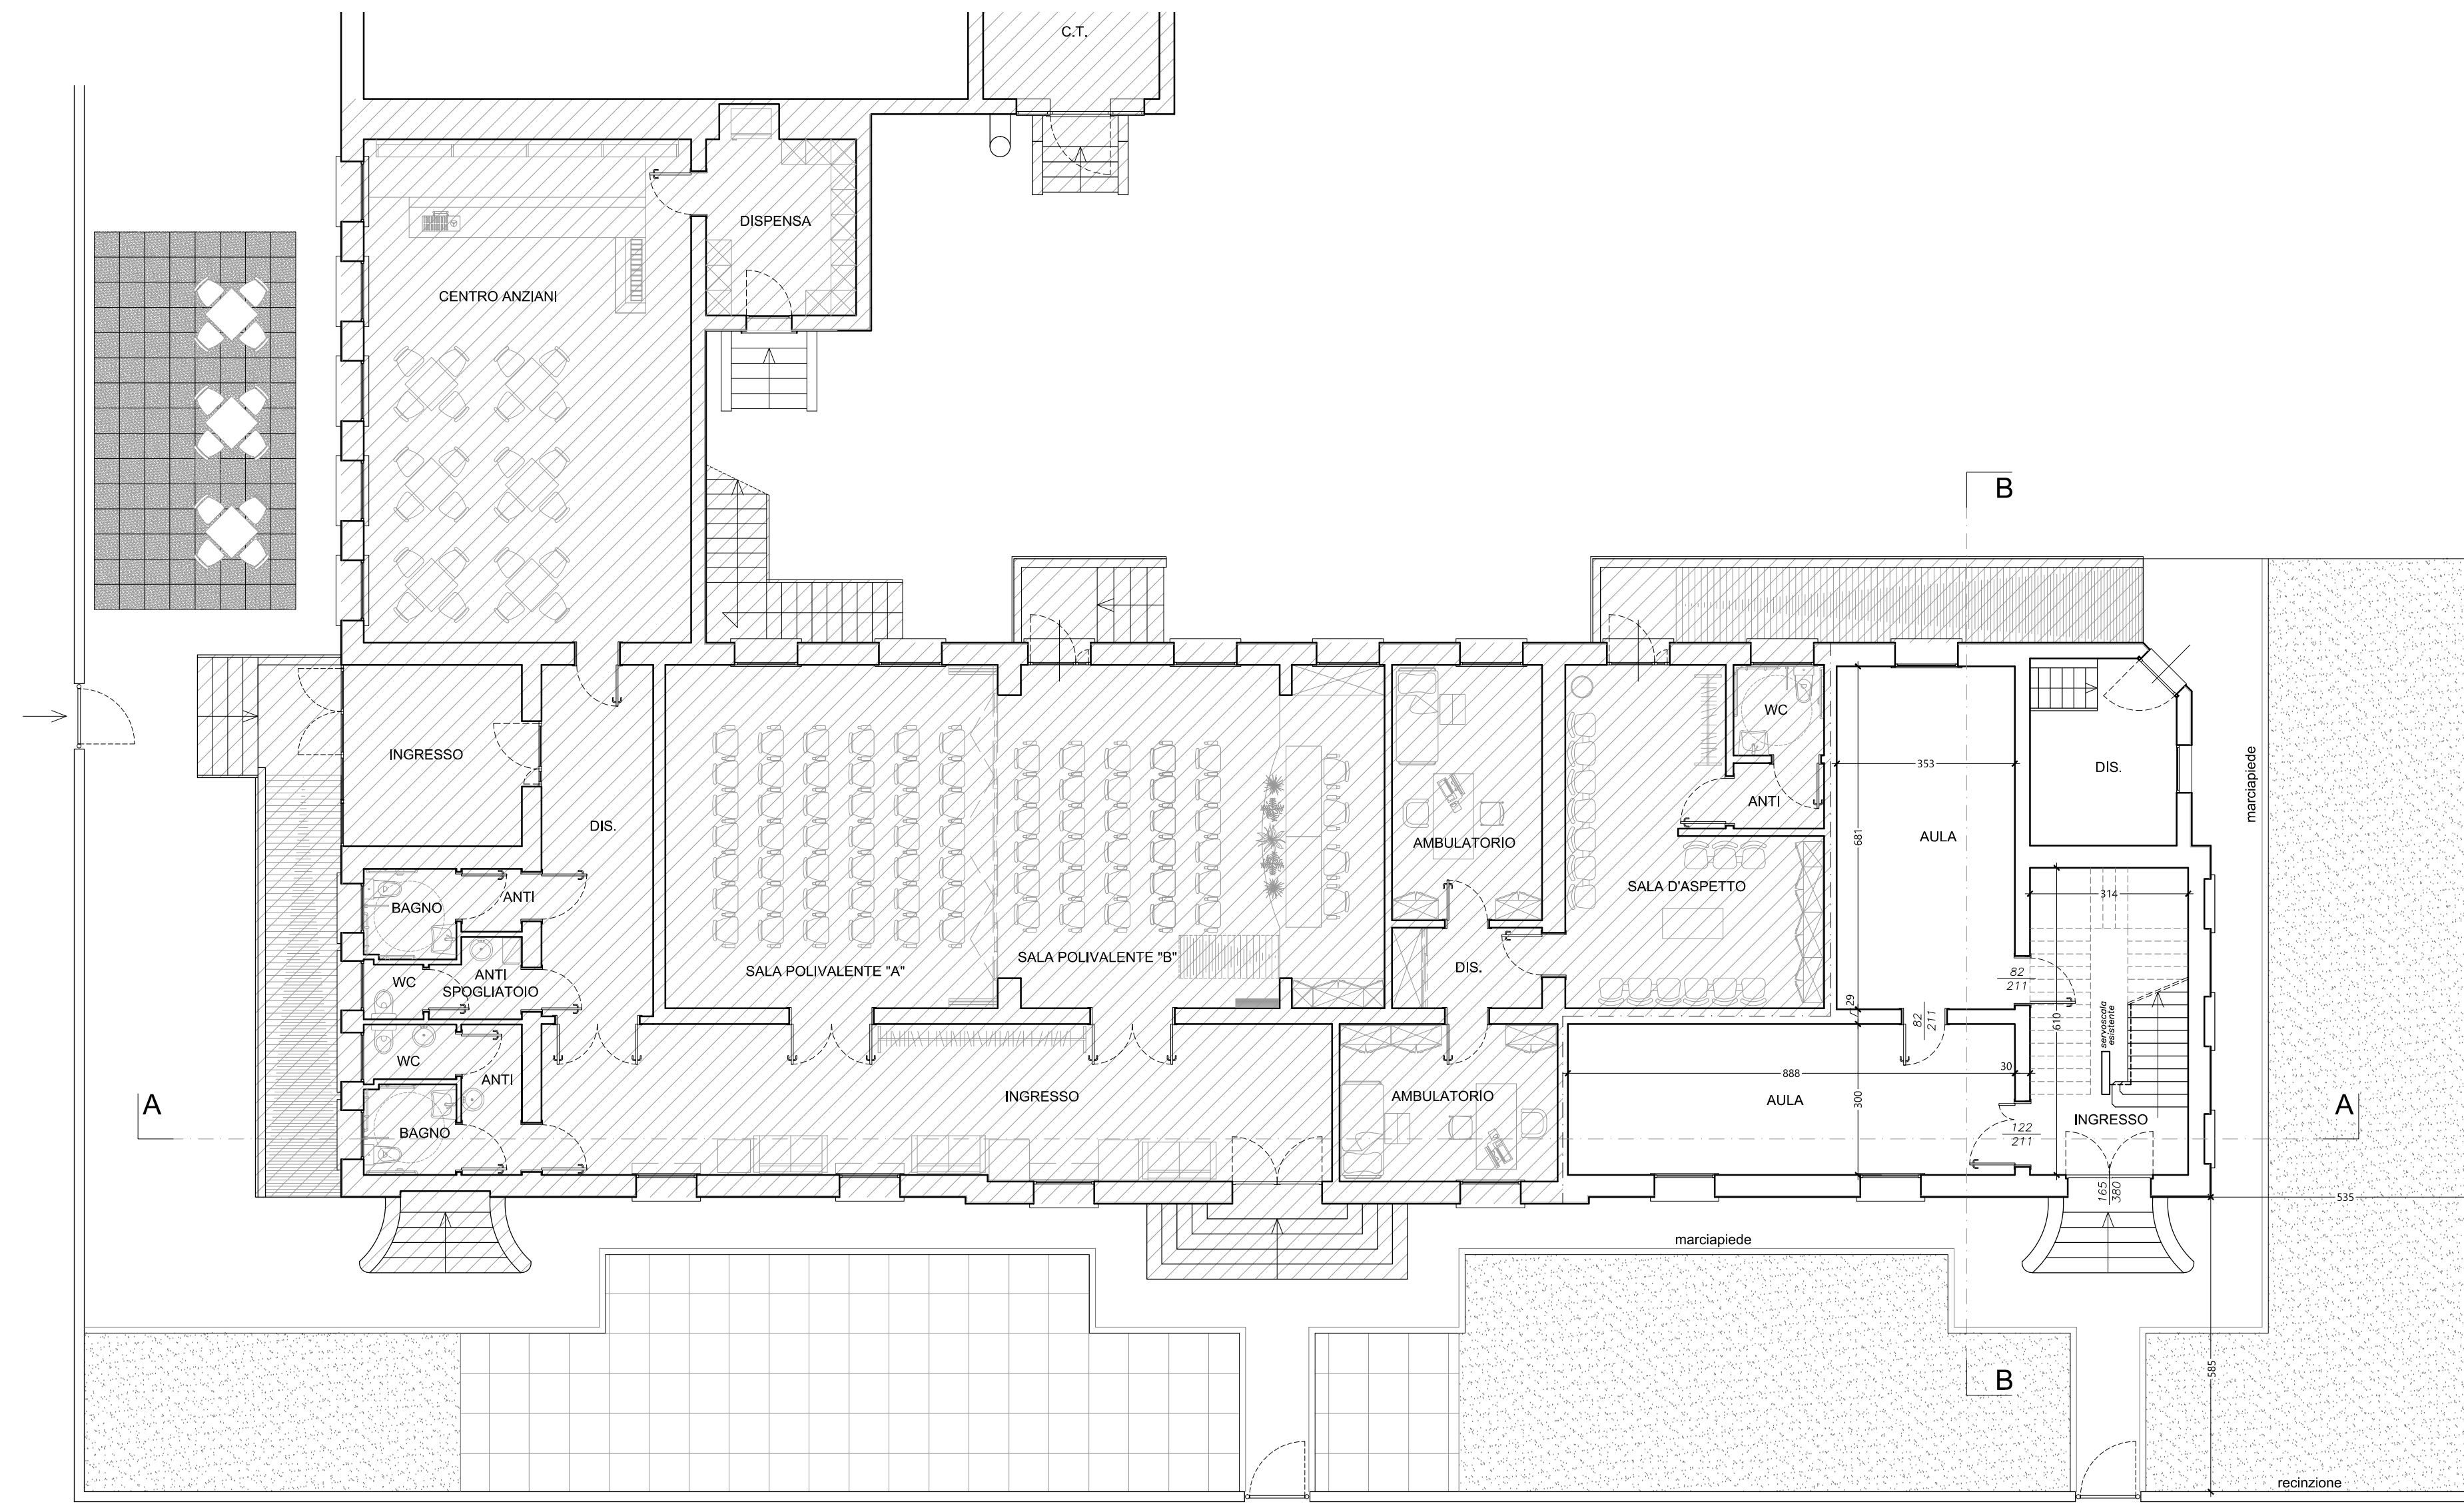 C.T.
DISPENSA
CENTRO ANZIANI
B
WC
INGRESSO
353
DIS.
marciapiede
ANTI
DIS.
681
AULA
AMBULATORIO
SALA D'ASPETTO
314
ANTI
BAGNO
SALA POLIVALENTE "B"
SALA POLIVALENTE "A"
DIS.
82
211
ANTI
SPOGLIATOIO
WC
29
82
211
610
servoscala
esistente
WC
ANTI
888
30
INGRESSO
AMBULATORIO
AULA
300
A
A
INGRESSO
BAGNO
122
211
165
380
535
marciapiede
585
B
recinzione